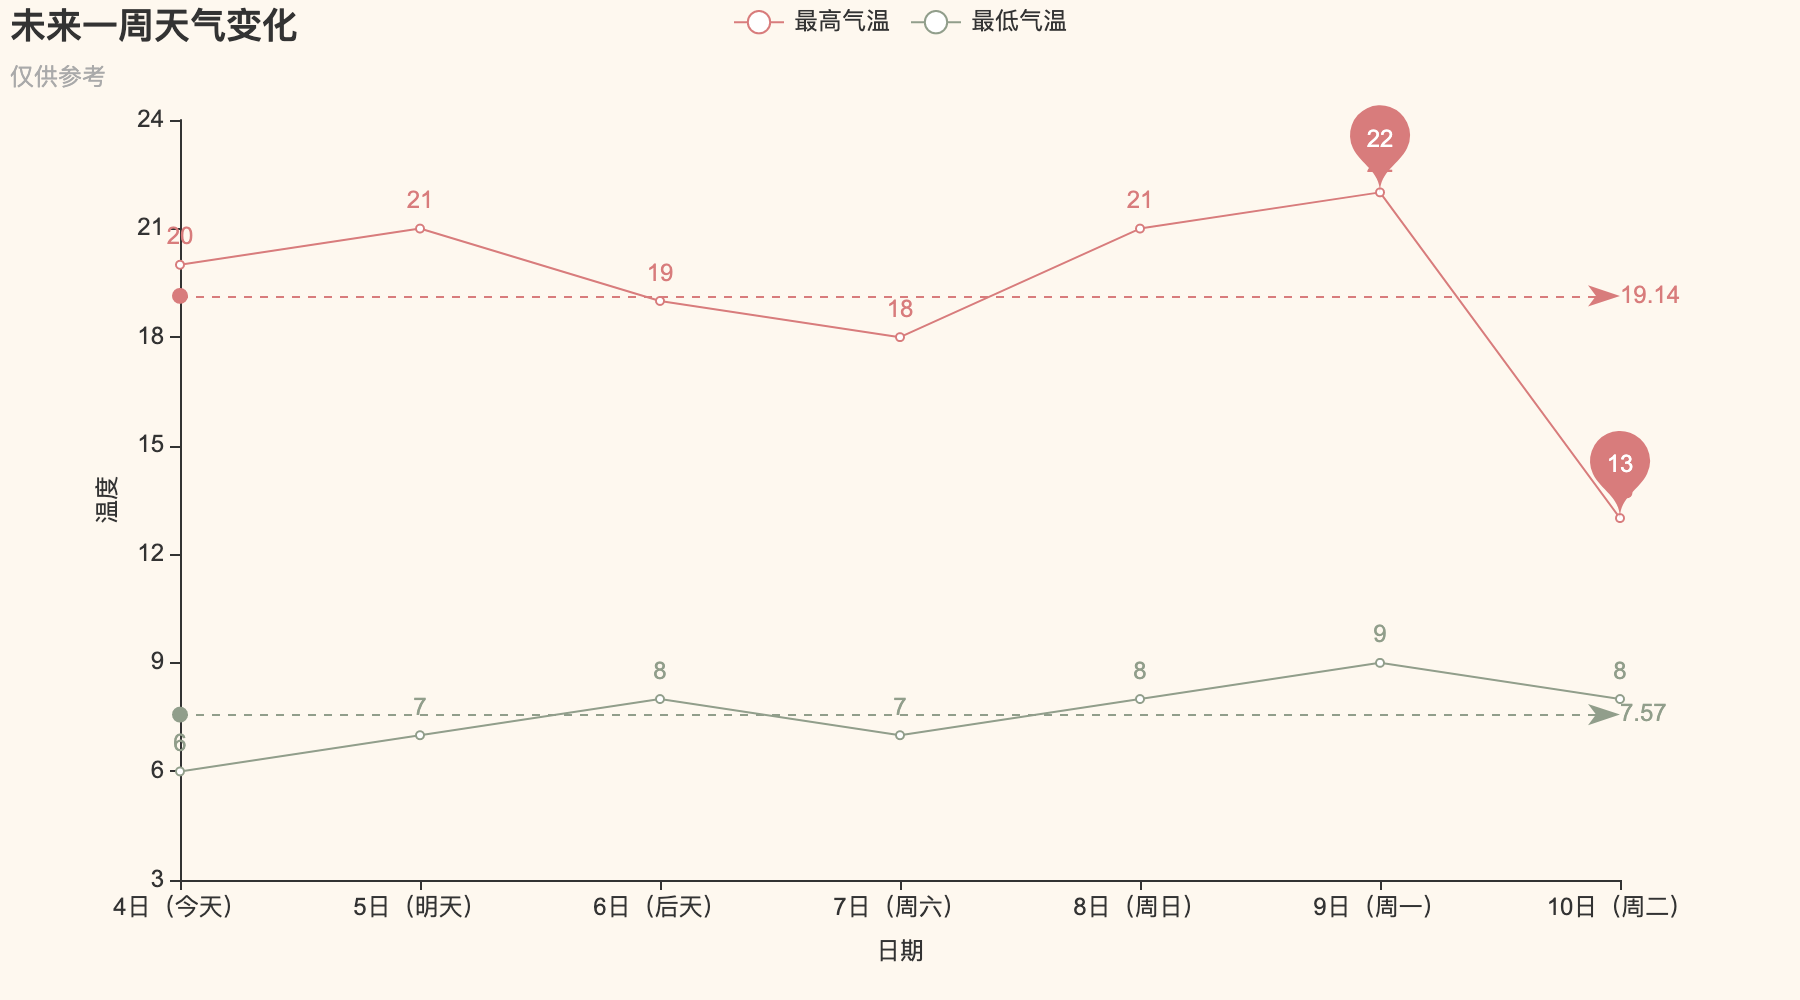 未来一周天气变化
仅供参考
最高气温 最低气温
温度
24
21
18
15
12
9
6
3
20
21
19
18
21
22
13
19.14
6
7
8
7
8
9
8
7.57
4日（今天）
5日（明天）
6日（后天）
7日（周六）
8日（周日）
9日（周一）
10日（周二）
日期